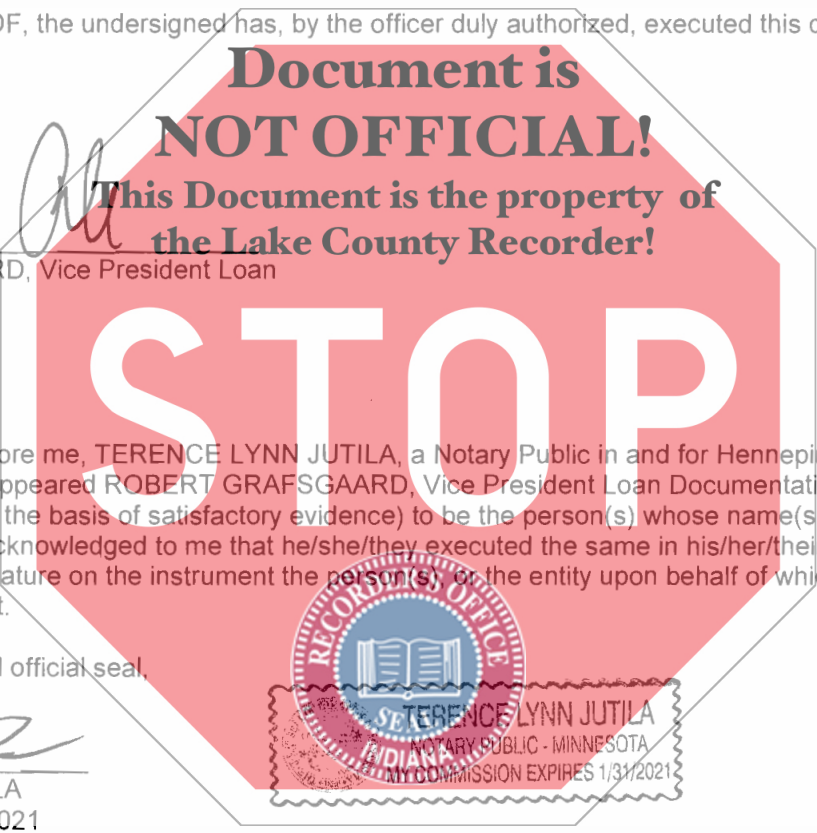 OF, the undersigned has, by the officer duly authorized, executed this
Document is
NOT OFFICIAL!
This Document is the property of
the Lake County Recorder!
RD, Vice President Loan
STOP
ore me, TERENCE LYNN JUTILA, a Notary Public in and for Hennepi
ppeared ROBERT GRAFSGAARD, Vice President Loan Documentati
the basis of satisfactory evidence) to be the person(s) whose name(s
cknowledged to me that he/she/they executed the same in his/her/thei
ature on the instrument the person(s), or the entity upon behalf of whi
t.
l official seal,
RECORDER'S OFFICE
SEAL
INDIANA
TERENCE LYNN JUTILA
NOTARY PUBLIC - MINNESOTA
MY COMMISSION EXPIRES 1/31/2021
LA
2021